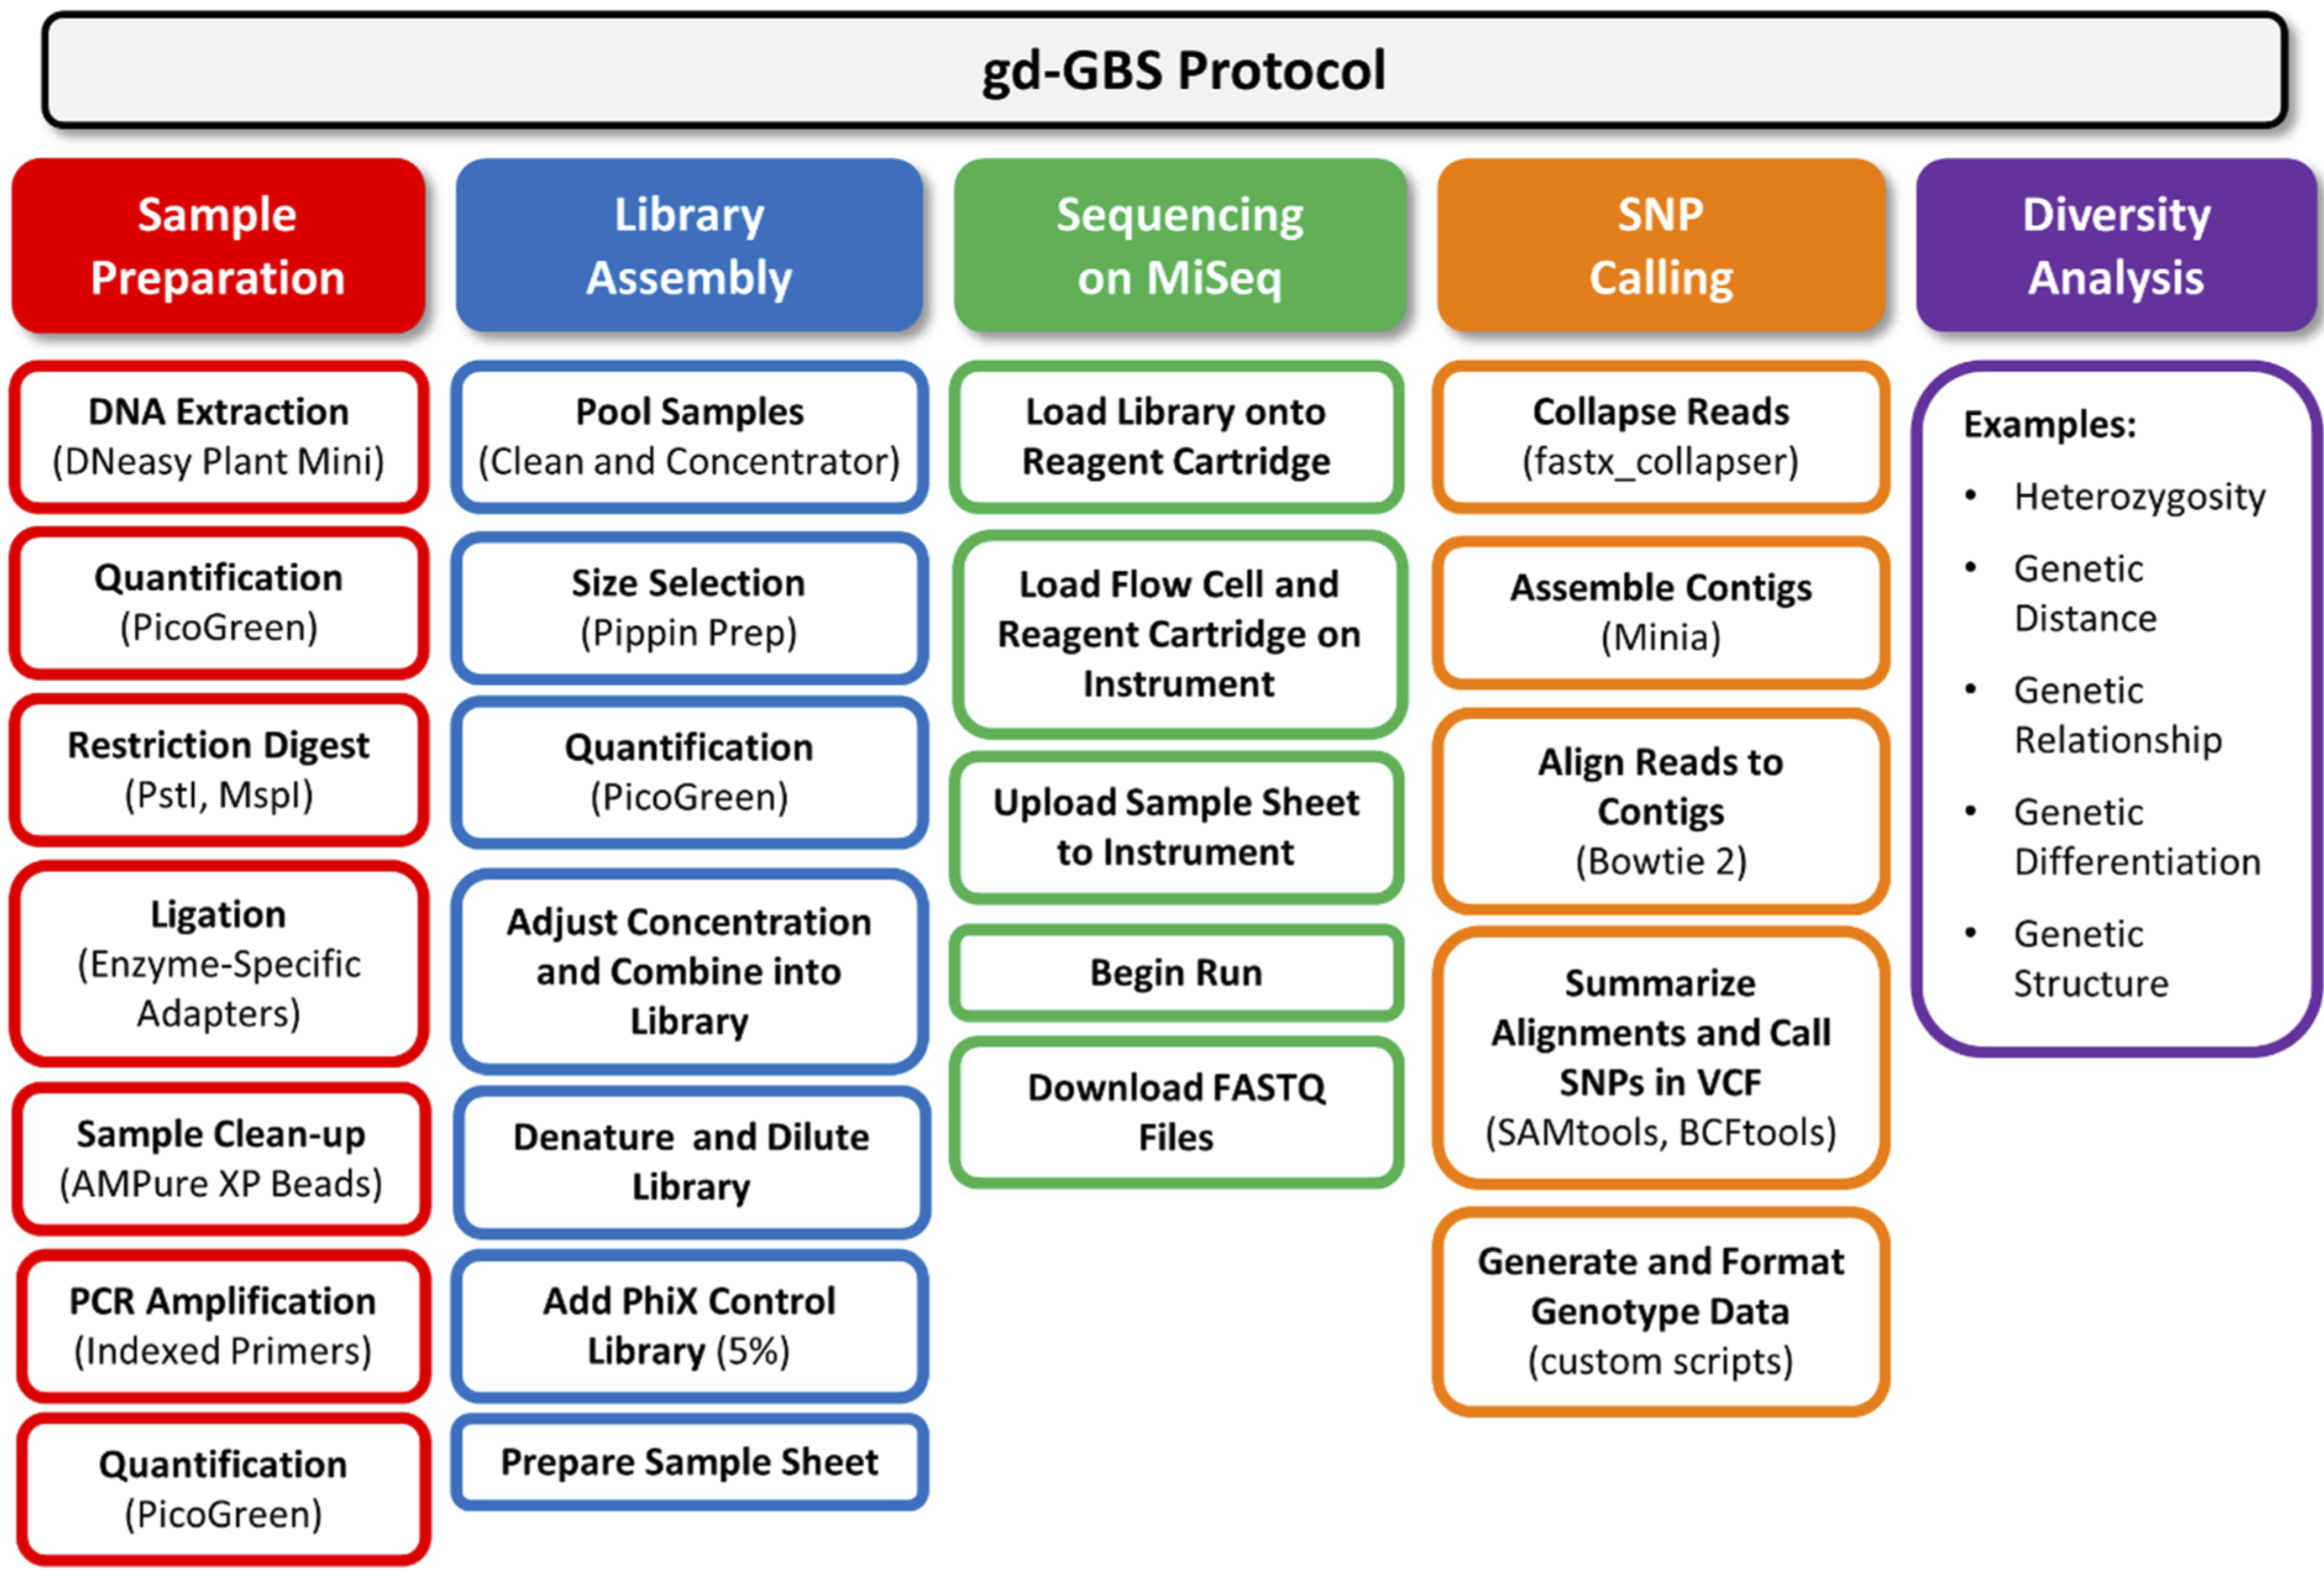 gd-GBS Protocol
Sample
Preparation
DNA Extraction
(DNeasy Plant Mini)
Quantification
(PicoGreen)
Restriction Digest
(PstI, MspI)
Ligation
(Enzyme-Specific
Adapters)
Sample Clean-up
(AMPure XP Beads)
PCR Amplification
(Indexed Primers)
Quantification
(PicoGreen)
Library
Assembly
Pool Samples
(Clean and Concentrator)
Size Selection
(Pippin Prep)
Quantification
(PicoGreen)
Adjust Concentration
and Combine into
Library
Denature and Dilute
Library
Add PhiX Control
Library (5%)
Prepare Sample Sheet
Sequencing
on MiSeq
Load Library onto
Reagent Cartridge
Load Flow Cell and
Reagent Cartridge on
Instrument
Upload Sample Sheet
to Instrument
Begin Run
Download FASTQ
Files
SNP
Calling
Collapse Reads
(fastx_collapser)
Assemble Contigs
(Minia)
Align Reads to
Contigs
(Bowtie 2)
Summarize
Alignments and Call
SNPs in VCF
(SAMtools, BCFtools)
Generate and Format
Genotype Data
(custom scripts)
Diversity
Analysis
Examples:
• Heterozygosity
• Genetic
Distance
• Genetic
Relationship
• Genetic
Differentiation
• Genetic
Structure